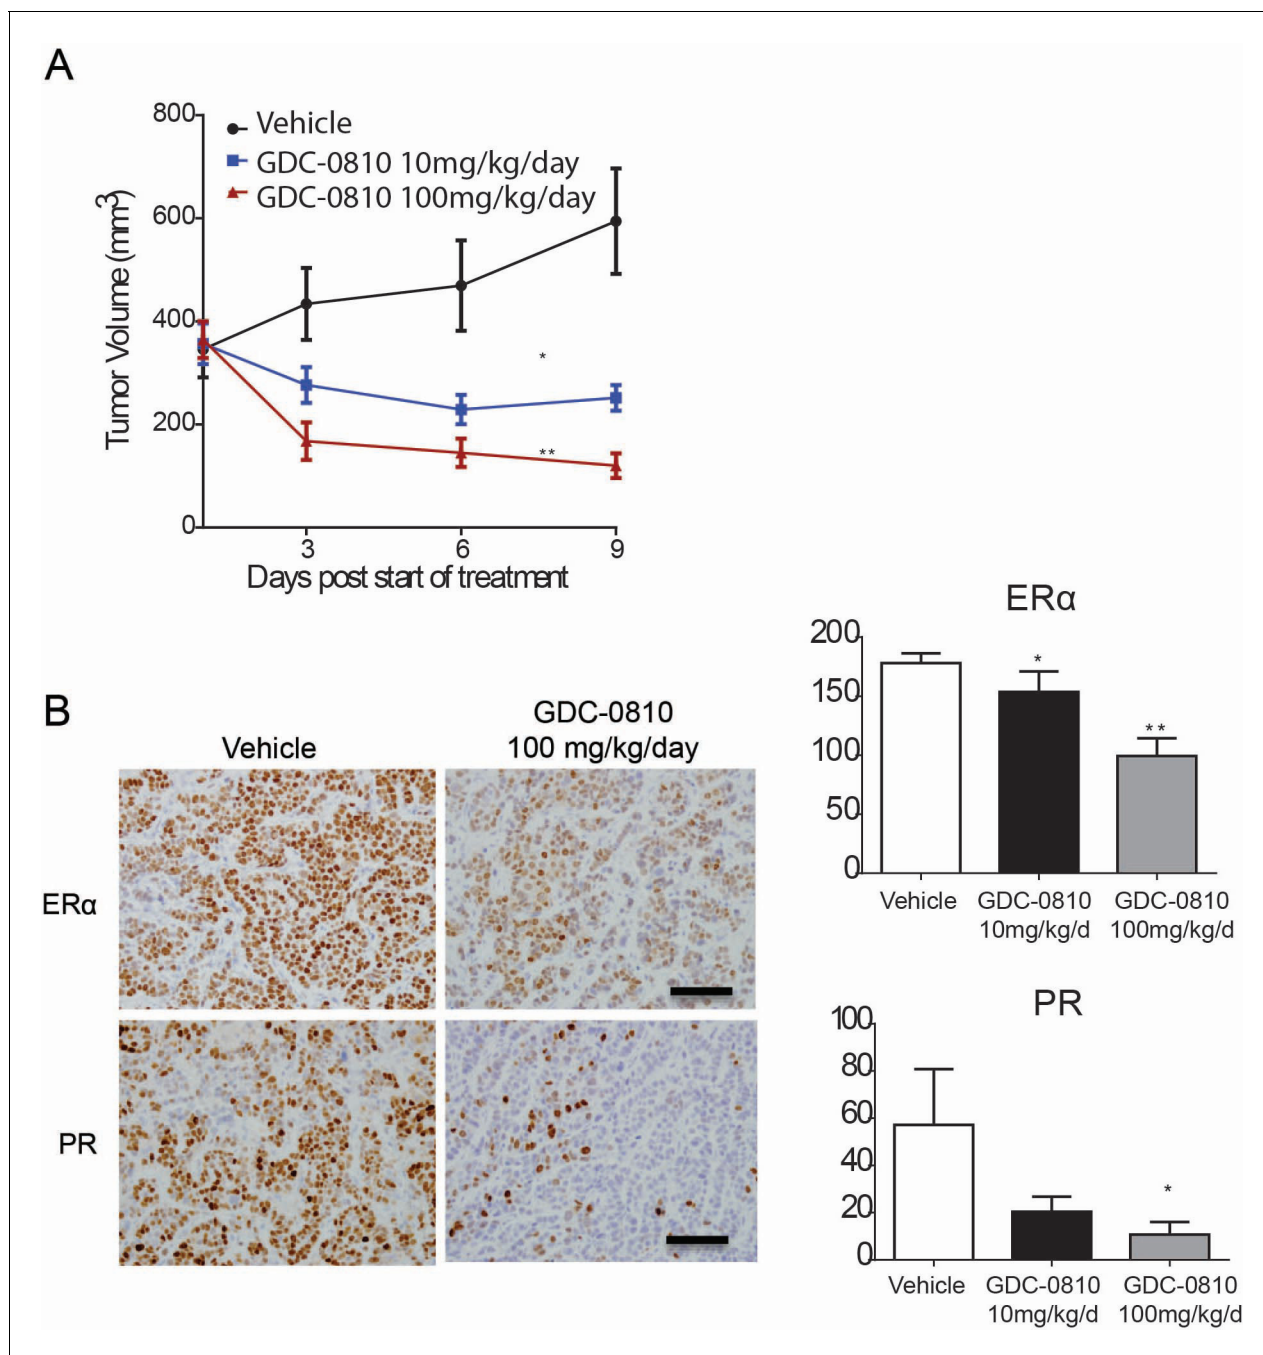 A
800
600
400
200
0
Tumor Volume (mm3)
Vehicle
GDC-0810 10mg/kg/day
GDC-0810 100mg/kg/day
*
**
3 6 9
Days post start of treatment
B
Vehicle
GDC-0810
100 mg/kg/day
ERα
PR
ERα
200
150
100
50
0
*
**
Vehicle
GDC-0810
10mg/kg/d
GDC-0810
100mg/kg/d
PR
100
80
60
40
20
0
*
Vehicle
GDC-0810
10mg/kg/d
GDC-0810
100mg/kg/d